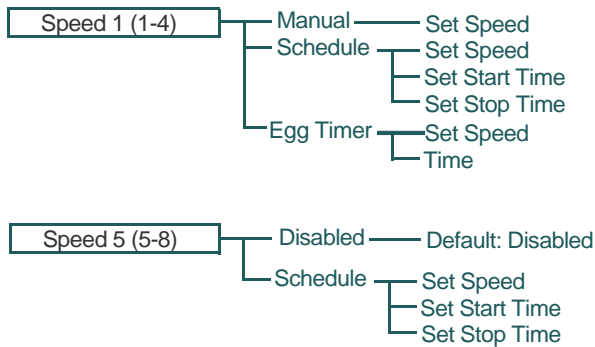 Speed 1 (1-4) Manual Set Speed
Schedule Set Speed
Set Start Time
Set Stop Time
Egg Timer Set Speed
Time
Speed 5 (5-8) Disabled Default: Disabled
Schedule Set Speed
Set Start Time
Set Stop Time